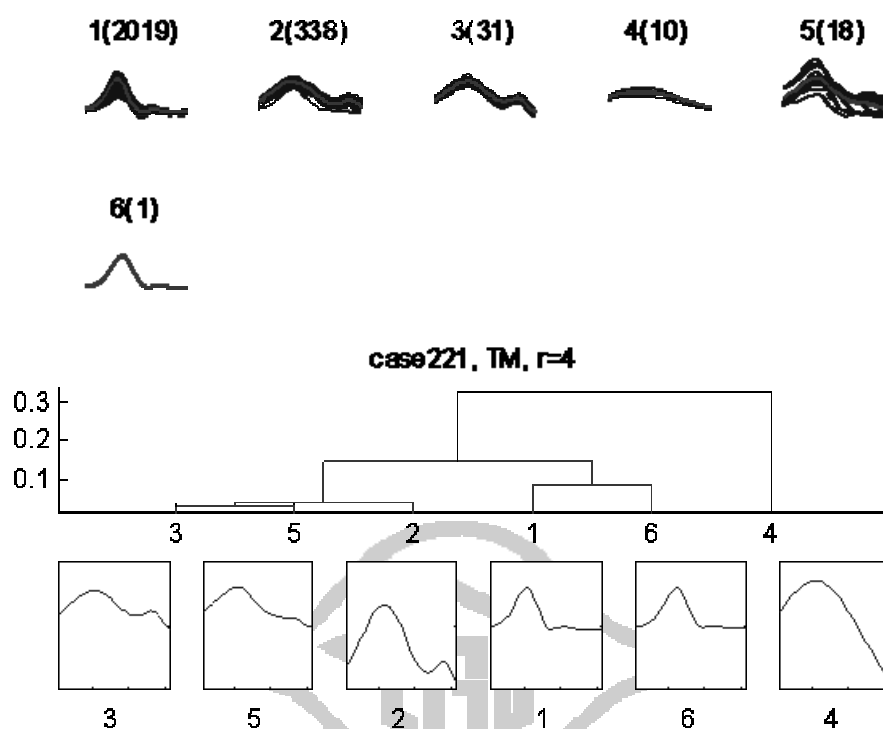 1(2019) 2(338) 3(31) 4(10) 5(18)
6(1)
case221, TM, r=4
0.3
0.2
0.1
3 5 2 1 6 4
3 5 2 1 6 4